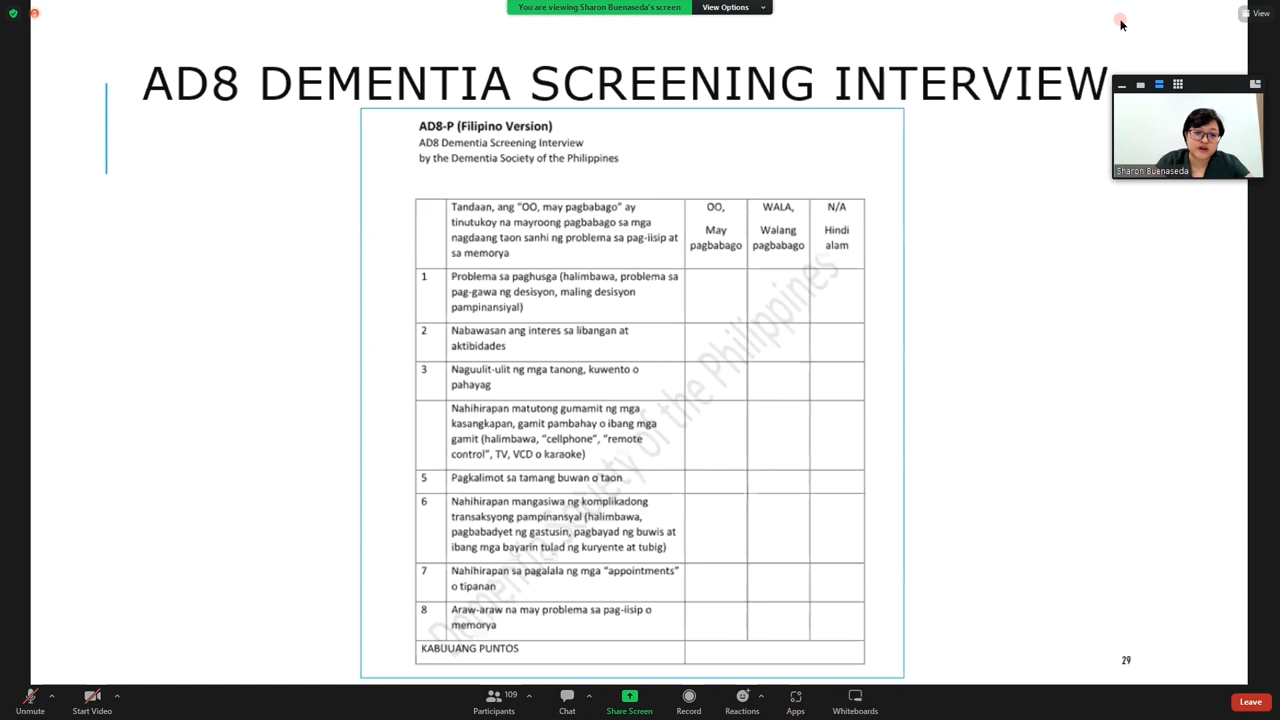 You are viewing Sharon Buenaseda's screen
View Options
View
AD8 DEMENTIA SCREENING INTERVIEW
Sharon Buenaseda
AD8-P (Filipino Version)
AD8 Dementia Screening Interview
by the Dementia Society of the Philippines
Tandaan, ang "OO, may pagbabago" ay
tinutukoy na mayroong pagbabago sa mga
nagdaang taon sanhi ng problema sa pag-iisip at
sa memorya
OO,
May
pagbabago
WALA,
Walang
pagbabago
N/A
Hindi
alam
1 Problema sa paghusga (halimbawa, problema sa
pag-gawa ng desisyon, maling desisyon
pampinansiyal)
2 Nabawasan ang interes sa libangan at
aktibidades
3 Naguulit-ulit ng mga tanong, kuwento o
pahayag
Nahihirapan matutong gumamit ng mga
kasangkapan, gamit pambahay o ibang mga
gamit (halimbawa, "cellphone", "remote
control", TV, VCD o karaoke)
5 Pagkalimot sa tamang buwan o taon
6 Nahihirapan mangasiwa ng komplikadong
transaksyong pampinansyal (halimbawa,
pagbabadyet ng gastusin, pagbayad ng buwis at
ibang mga bayarin tulad ng kuryente at tubig)
7 Nahihirapan sa pagalala ng mga "appointments"
o tipanan
8 Araw-araw na may problema sa pag-iisip o
memorya
KABUUANG PUNTOS
Dementia Society of the Philippines
29
Unmute
Start Video
Participants
109
Chat
Share Screen
Record
Reactions
Apps
Whiteboards
Leave